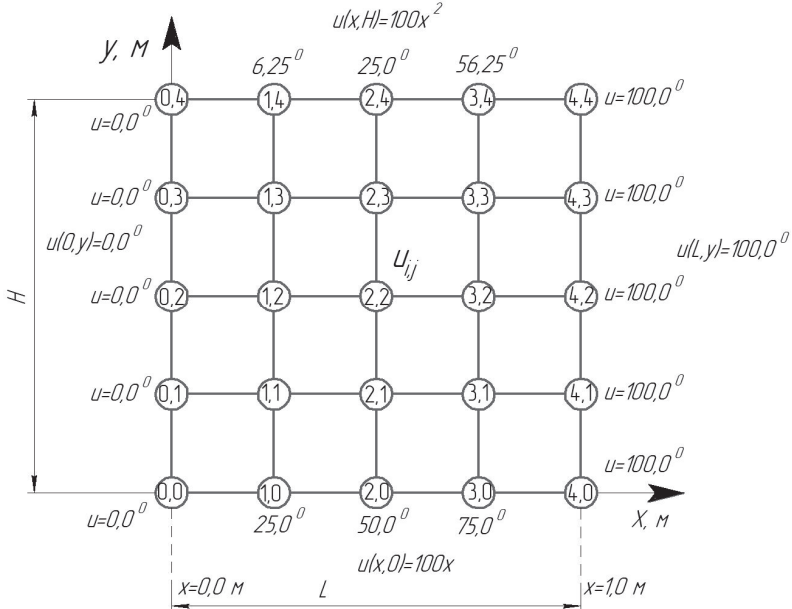 u(x,H)=100x²
y, м
6,25⁰ 25,0⁰ 56,25⁰
0,4 1,4 2,4 3,4 4,4 u=100,0⁰
u=0,0⁰
u=0,0⁰ 0,3 1,3 2,3 3,3 4,3 u=100,0⁰
u(0,y)=0,0⁰ u(L,y)=100,0⁰
uᵢ,ⱼ
H
u=0,0⁰ 0,2 1,2 2,2 3,2 4,2 u=100,0⁰
u=0,0⁰ 0,1 1,1 2,1 3,1 4,1 u=100,0⁰
u=100,0⁰
0,0 1,0 2,0 3,0 4,0
u=0,0⁰ 25,0⁰ 50,0⁰ 75,0⁰ X, м
u(x,0)=100x
x=0,0 м L x=1,0 м